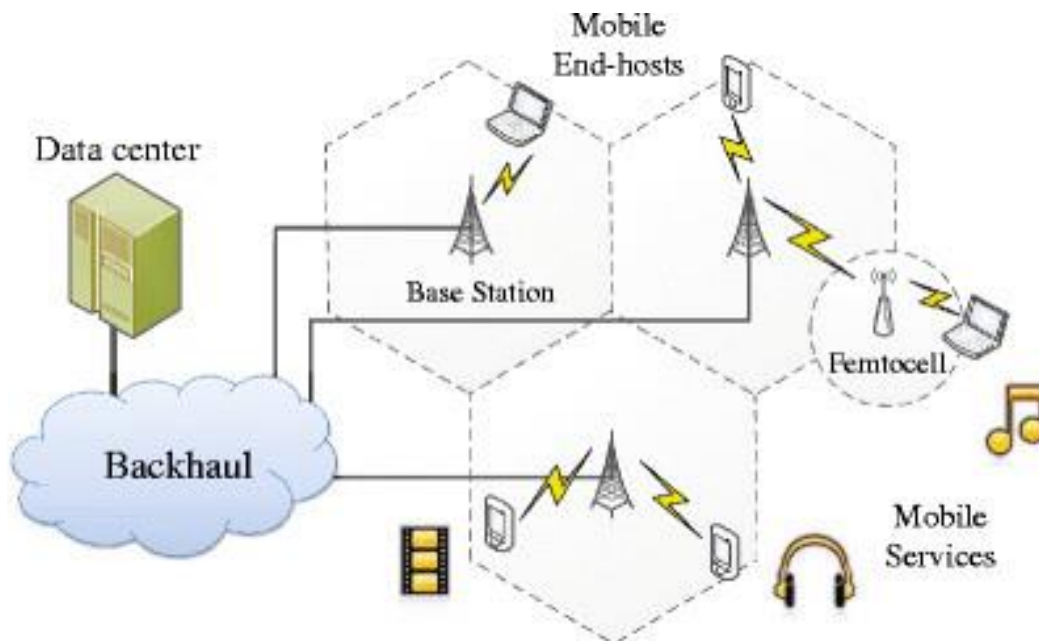 Mobile
End-hosts
Data center
Base Station
Femtocell
Backhaul
Mobile
Services